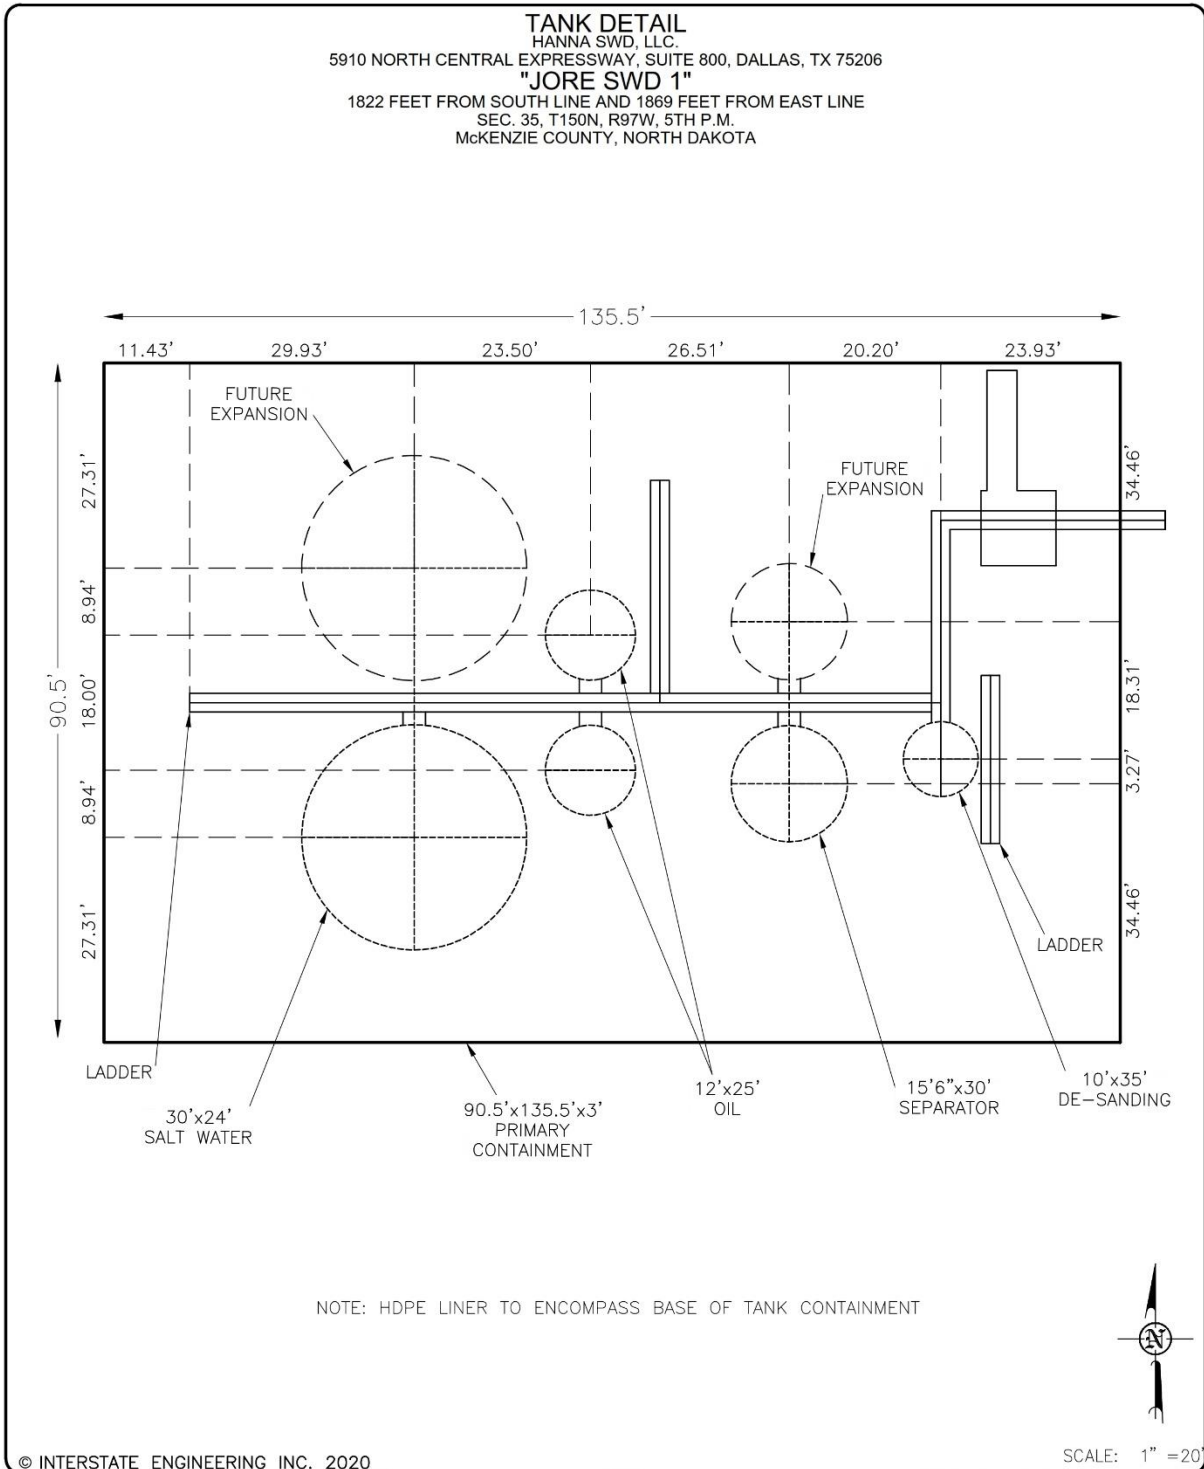 TANK DETAIL
HANNA SWD, LLC.
5910 NORTH CENTRAL EXPRESSWAY, SUITE 800, DALLAS, TX 75206
"JORE SWD 1"
1822 FEET FROM SOUTH LINE AND 1869 FEET FROM EAST LINE
SEC. 35, T150N, R97W, 5TH P.M.
McKENZIE COUNTY, NORTH DAKOTA
135.5'
11.43' 29.93' 23.50' 26.51' 20.20' 23.93'
FUTURE
EXPANSION
FUTURE
EXPANSION
90.5'
27.31'
8.94'
18.00'
8.94'
27.31'
34.46'
18.31'
3.27'
34.46'
LADDER
LADDER
30'x24'
SALT WATER
90.5'x135.5'x3'
PRIMARY
CONTAINMENT
12'x25'
OIL
15'6"x30'
SEPARATOR
10'x35'
DE-SANDING
NOTE: HDPE LINER TO ENCOMPASS BASE OF TANK CONTAINMENT
N
© INTERSTATE ENGINEERING INC. 2020
SCALE: 1" =20'